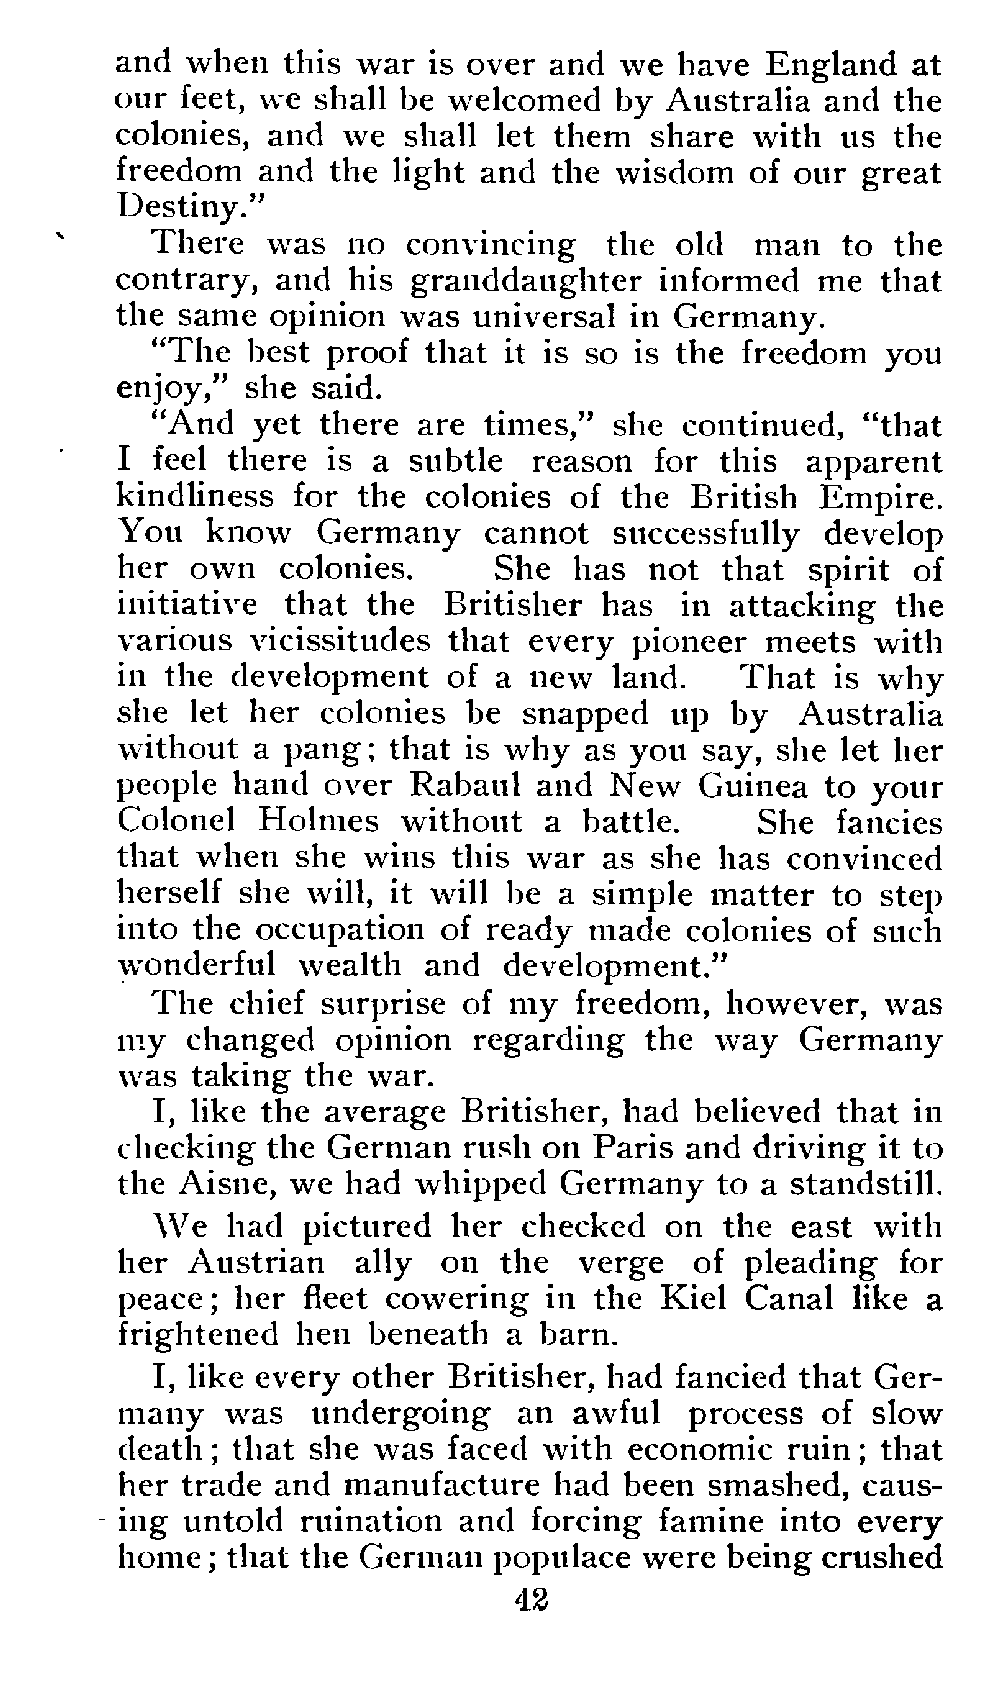 and when this war is over and we have England at
our feet, we shall be welcomed by Australia and the
colonies, and we shall let them share with us the
freedom and the light and the wisdom of our great
Destiny."
There was no convincing the old man to the
contrary, and his granddaughter informed me that
the same opinion was universal in Germany.
"The best proof that it is so is the freedom you
enjoy," she said.
"And yet there are times," she continued, "that
I feel there is a subtle reason for this apparent
kindliness for the colonies of the British Empire.
You know Germany cannot successfully develop
her own colonies. She has not that spirit of
initiative that the Britisher has in attacking the
various vicissitudes that every pioneer meets with
in the development of a new land. That is why
she let her colonies be snapped up by Australia
without a pang; that is why as you say, she let her
people hand over Rabaul and New Guinea to your
Colonel Holmes without a battle. She fancies
that when she wins this war as she has convinced
herself she will, it will be a simple matter to step
into the occupation of ready made colonies of such
wonderful wealth and development."
The chief surprise of my freedom, however, was
my changed opinion regarding the way Germany
was taking the war.
I, like the average Britisher, had believed that in
checking the German rush on Paris and driving it to
the Aisne, we had whipped Germany to a standstill.
We had pictured her checked on the east with
her Austrian ally on the verge of pleading for
peace; her fleet cowering in the Kiel Canal like a
frightened hen beneath a barn.
I, like every other Britisher, had fancied that Ger-
many was undergoing an awful process of slow
death; that she was faced with economic ruin; that
her trade and manufacture had been smashed, caus-
ing untold ruination and forcing famine into every
home; that the German populace were being crushed
42